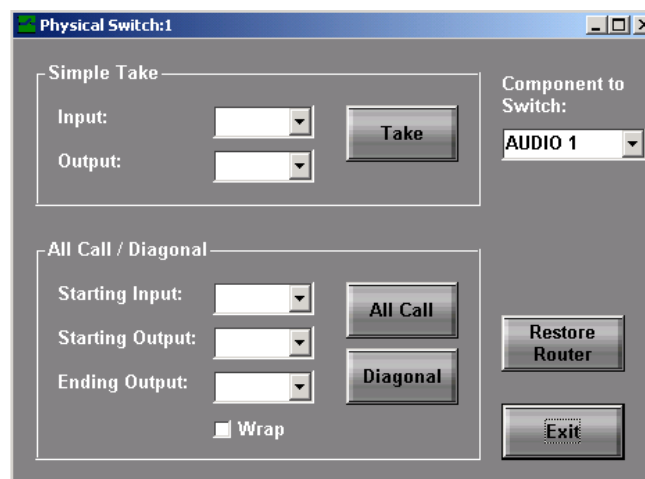 Physical Switch:1
Simple Take
Input:
Output:
Take
Component to
Switch:
AUDIO 1
All Call / Diagonal
Starting Input:
Starting Output:
Ending Output:
Wrap
All Call
Diagonal
Restore
Router
Exit